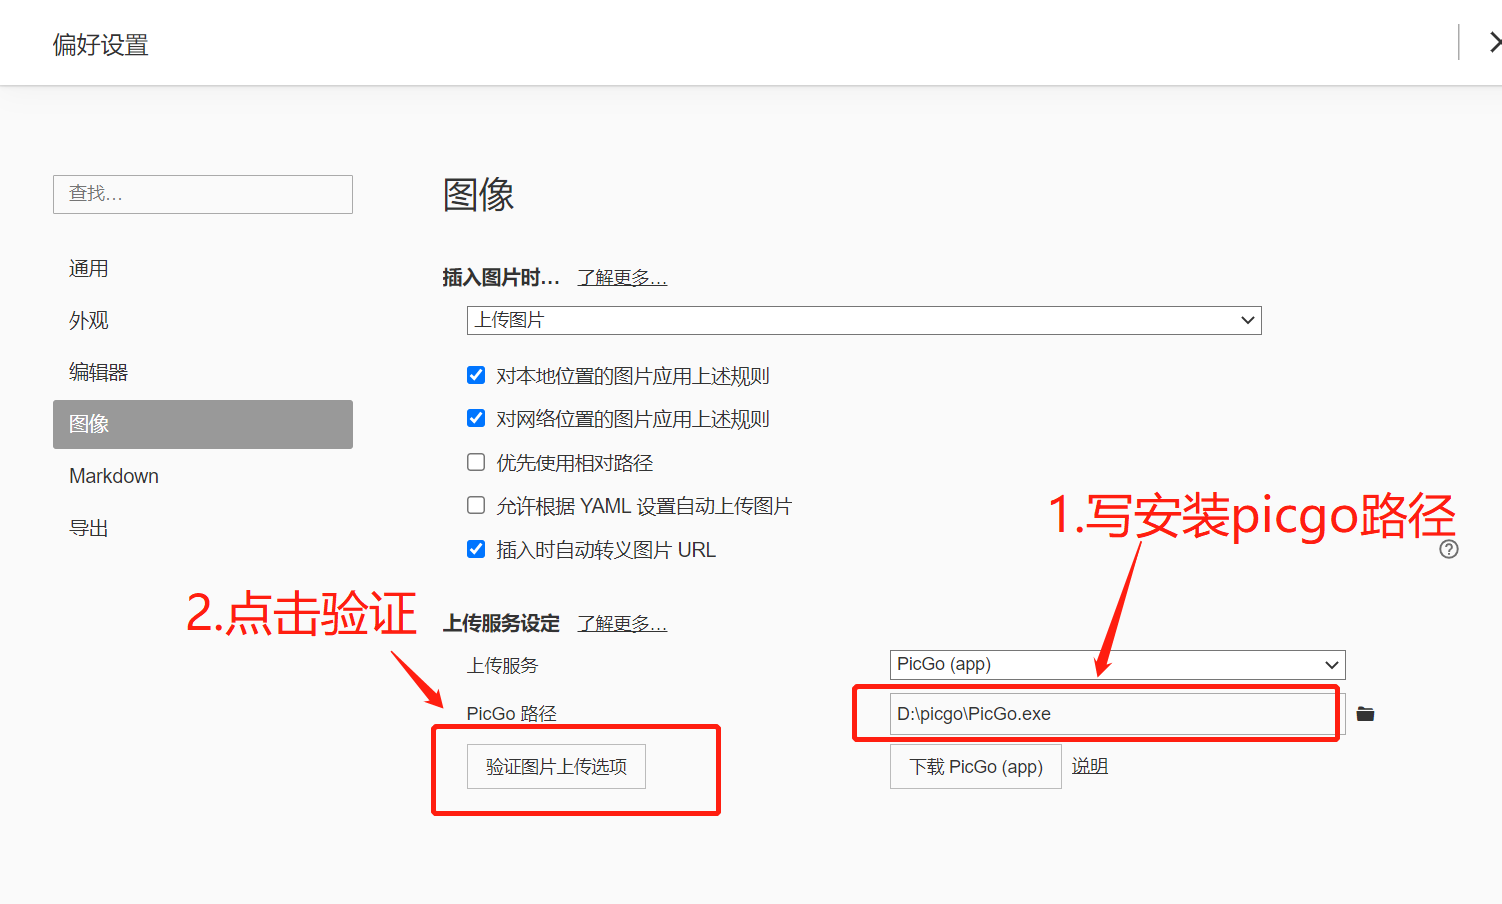 偏好设置
查找…
通用
外观
编辑器
图像
Markdown
导出
图像
插入图片时… 了解更多…
上传图片
对本地位置的图片应用上述规则
对网络位置的图片应用上述规则
优先使用相对路径
允许根据 YAML 设置自动上传图片
插入时自动转义图片 URL
1.写安装picgo路径
2.点击验证
上传服务设定 了解更多…
上传服务 PicGo (app)
PicGo 路径 D:\picgo\PicGo.exe
验证图片上传选项 下载 PicGo (app) 说明